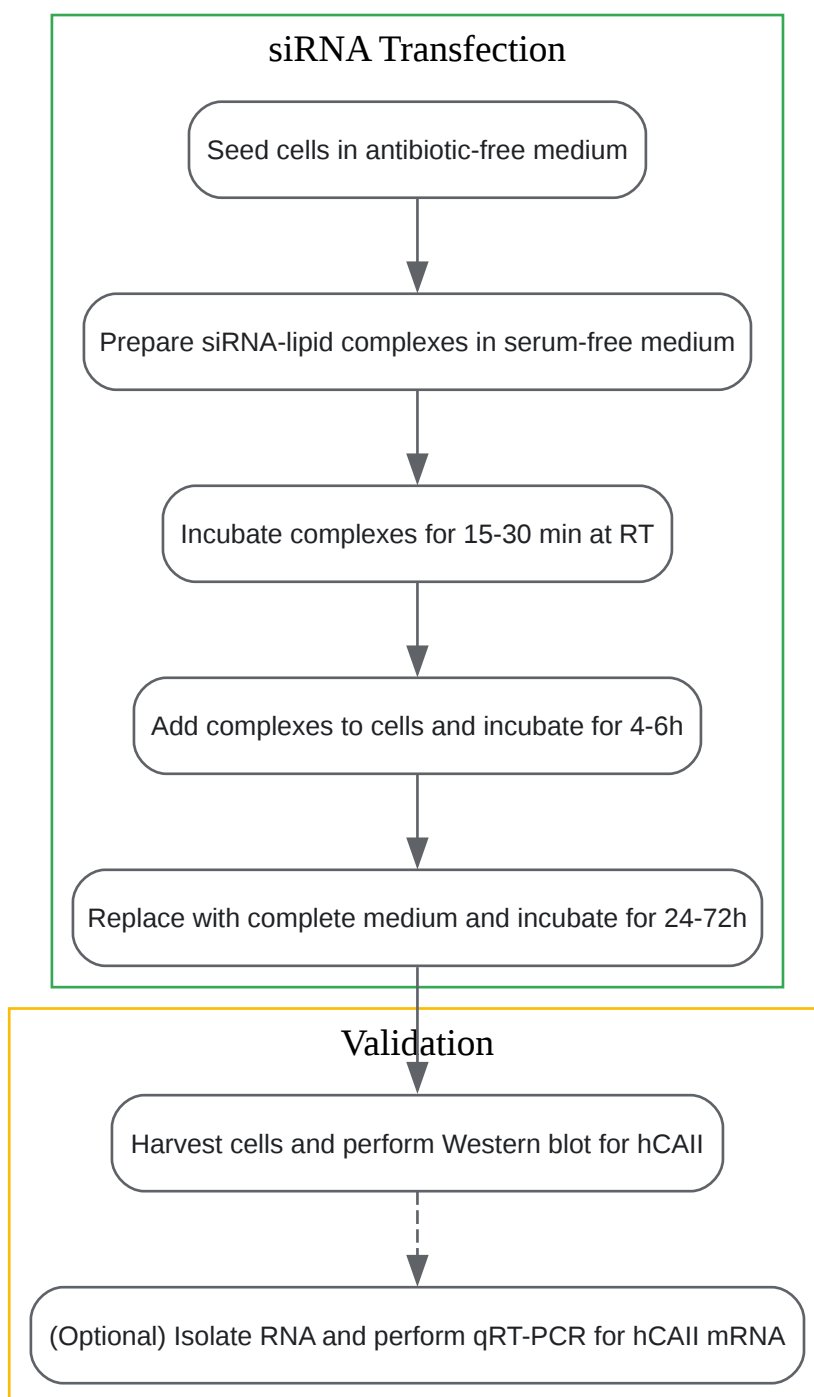 siRNA Transfection
Seed cells in antibiotic-free medium
Prepare siRNA-lipid complexes in serum-free medium
Incubate complexes for 15-30 min at RT
Add complexes to cells and incubate for 4-6h
Replace with complete medium and incubate for 24-72h
Validation
Harvest cells and perform Western blot for hCAII
(Optional) Isolate RNA and perform qRT-PCR for hCAII mRNA